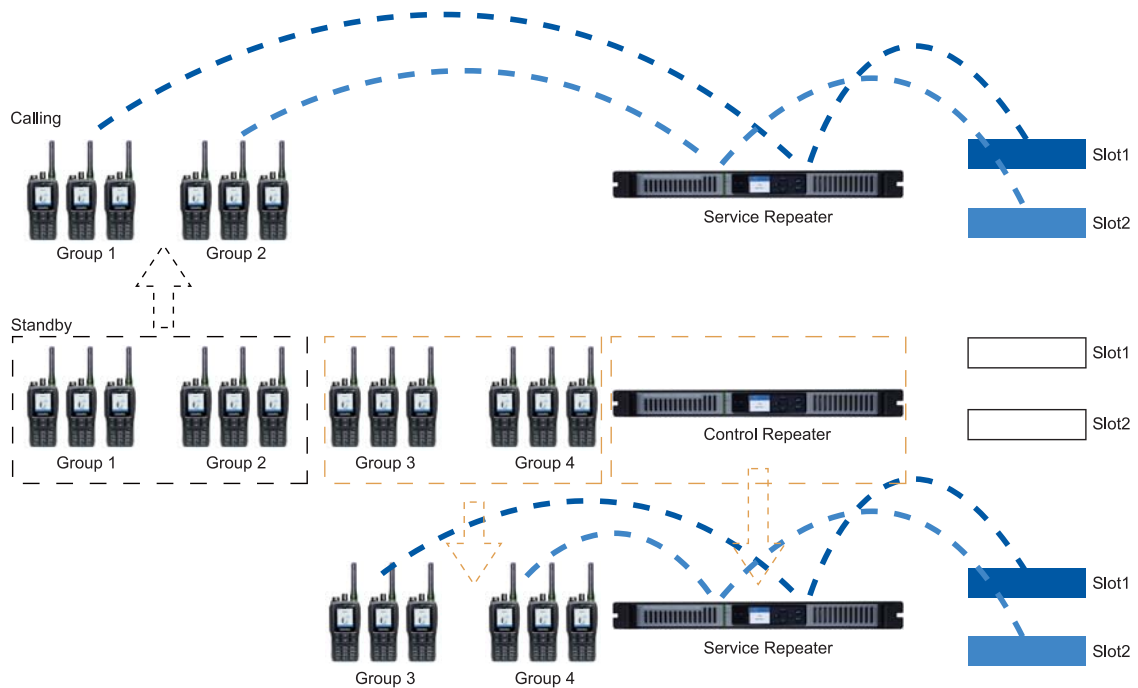 Calling
Slot1
Service Repeater
Slot2
Group 1
Group 2
Standby
Slot1
Slot2
Control Repeater
Group 1
Group 2
Group 3
Group 4
Slot1
Service Repeater
Slot2
Group 3
Group 4